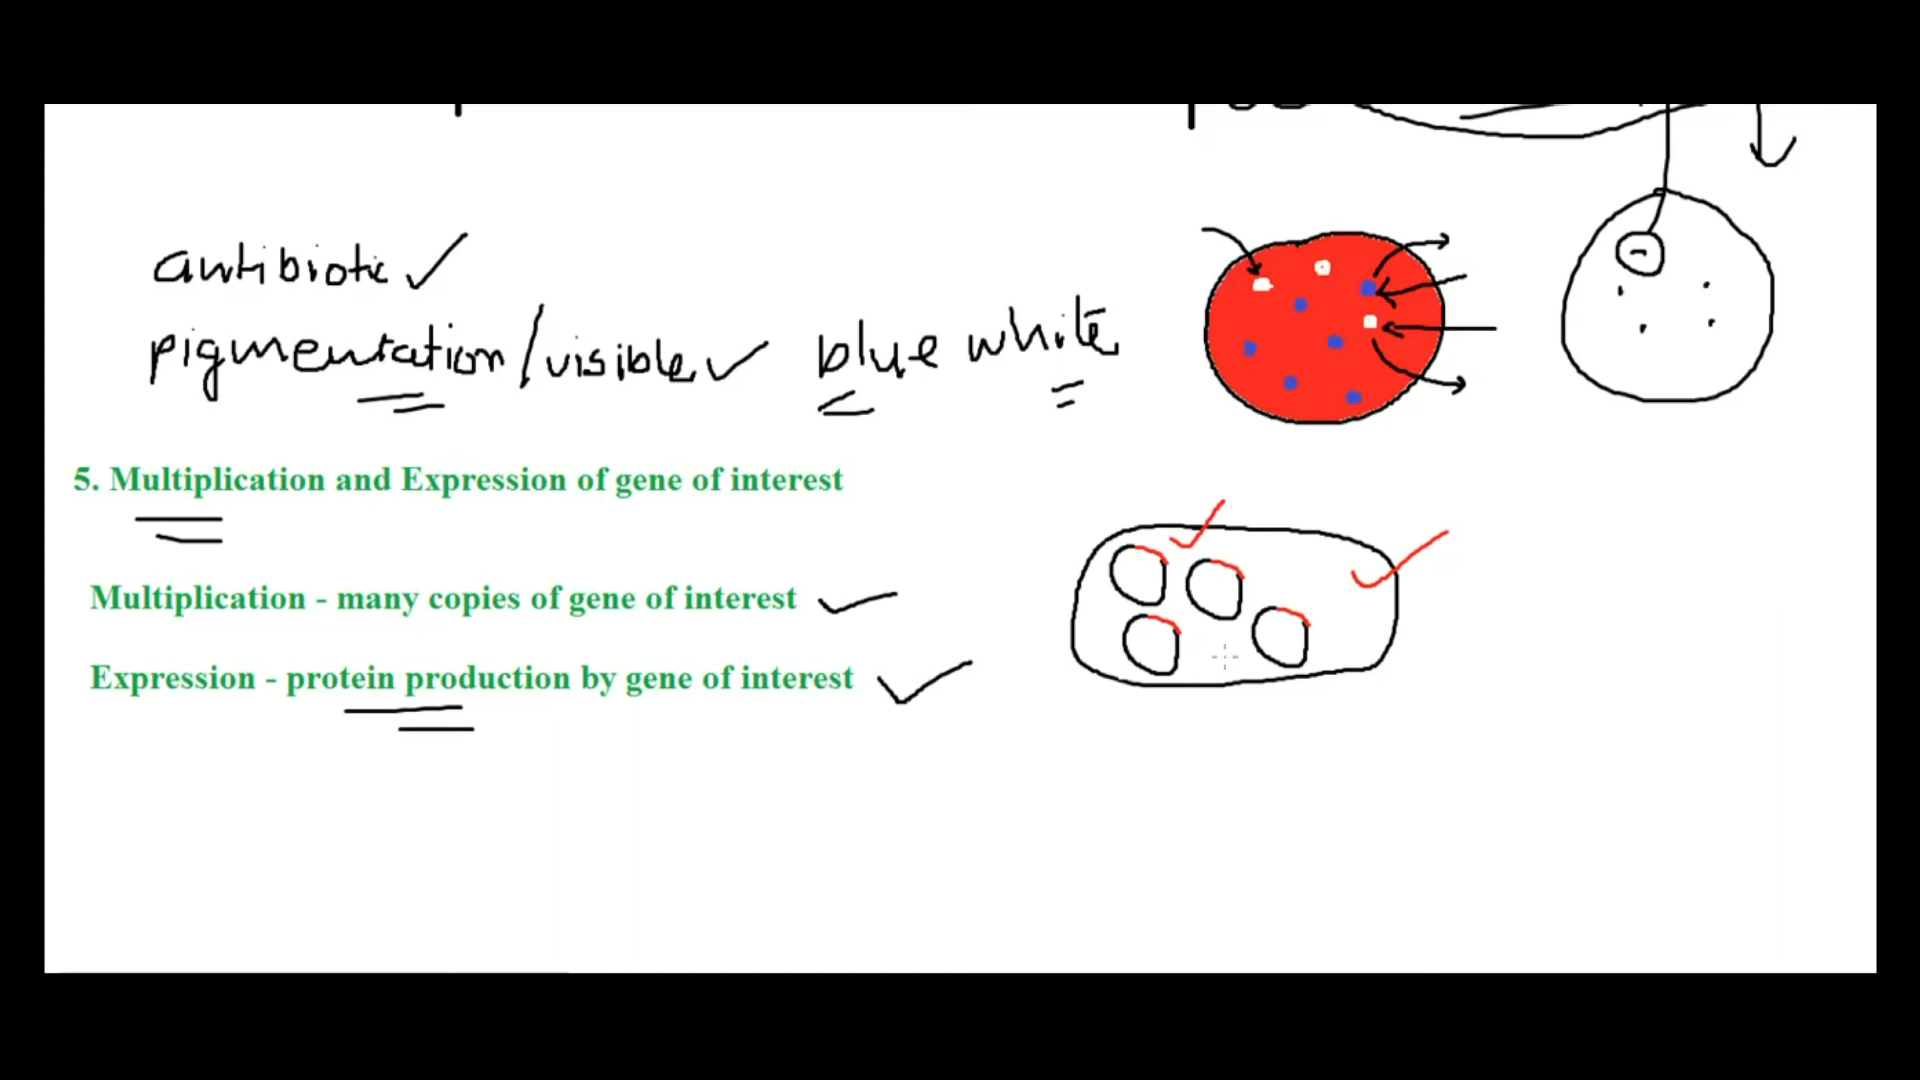 antibiotic
pigmentation/visible blue white
5. Multiplication and Expression of gene of interest
Multiplication - many copies of gene of interest
Expression - protein production by gene of interest